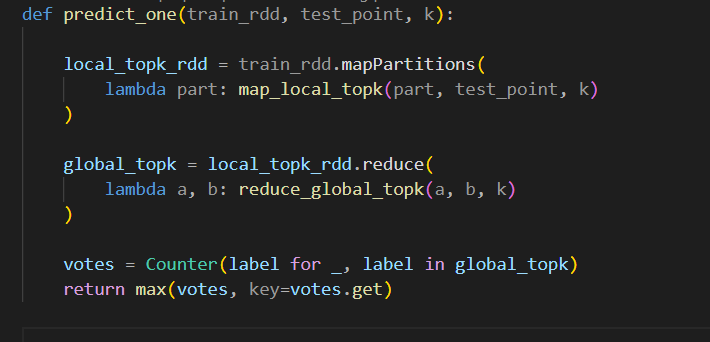 def predict_one(train_rdd, test_point, k):
    local_topk_rdd = train_rdd.mapPartitions(
        lambda part: map_local_topk(part, test_point, k)
    )
    global_topk = local_topk_rdd.reduce(
        lambda a, b: reduce_global_topk(a, b, k)
    )
    votes = Counter(label for _, label in global_topk)
    return max(votes, key=votes.get)